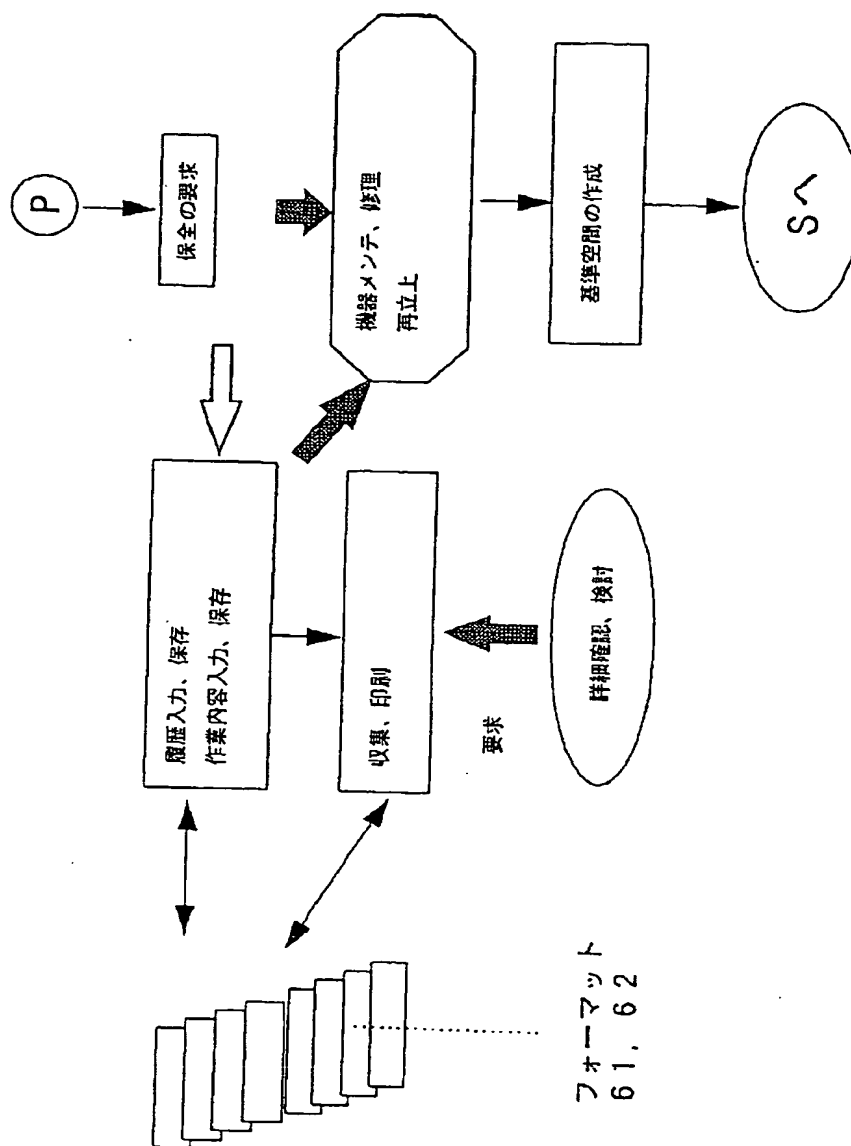 P
保全の要求
機器メンテ、修理
再立上
基準空間の作成
Sへ
履歴入力、保存
作業内容入力、保存
収集、印刷
要求
詳細確認、検討
フォーマット
61, 62